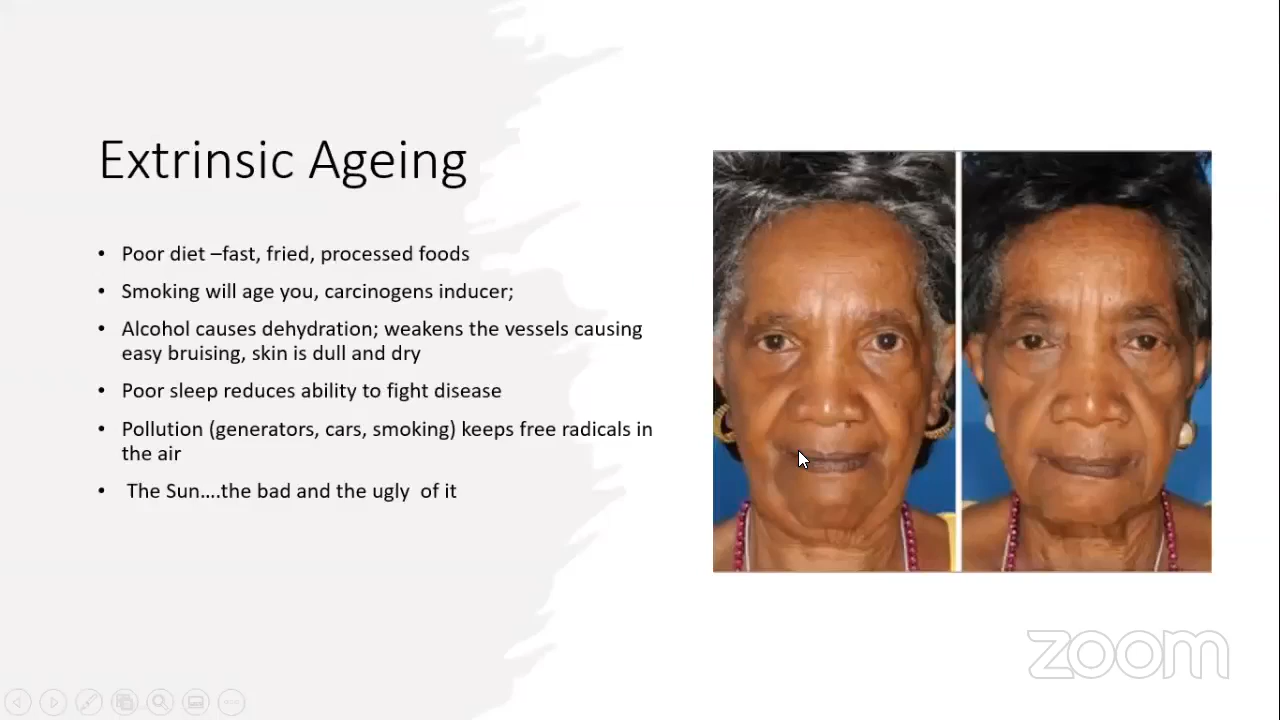 Extrinsic Ageing
• Poor diet –fast, fried, processed foods
• Smoking will age you, carcinogens inducer;
• Alcohol causes dehydration; weakens the vessels causing
easy bruising, skin is dull and dry
• Poor sleep reduces ability to fight disease
• Pollution (generators, cars, smoking) keeps free radicals in
the air
• The Sun....the bad and the ugly of it
zoom